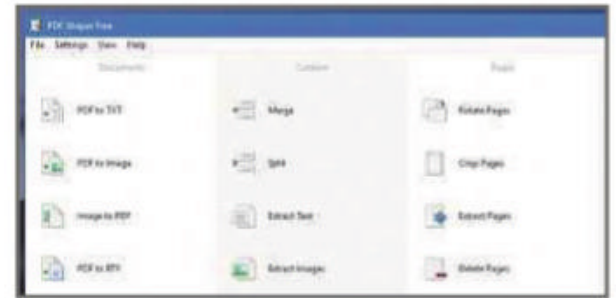 PDF Shaper Free
File Settings View Help
Documents Content Pages
PDF to TXT Merge Rotate Pages
PDF to Image Split Crop Pages
Image to PDF Extract Text Extract Pages
PDF to RTF Extract Images Delete Pages